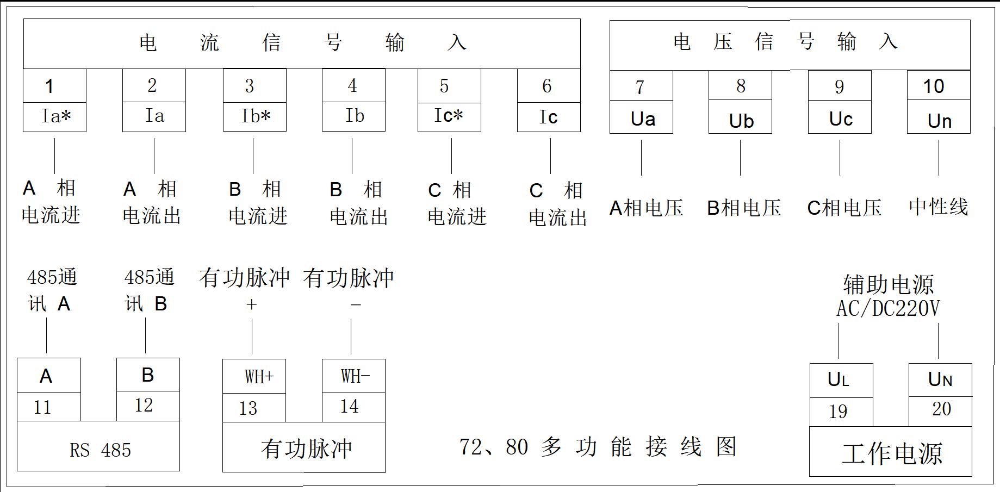 电流信号输入
电压信号输入
1 2 3 4 5 6 7 8 9 10
Ia* Ia Ib* Ib Ic* Ic Ua Ub Uc Un
A 相
电流进
A 相
电流出
B 相
电流进
B 相
电流出
C 相
电流进
C 相
电流出
A相电压
B相电压
C相电压
中性线
485通
讯 A
485通
讯 B
有功脉冲
+
有功脉冲
-
辅助电源
AC/DC220V
A B WH+ WH- UL UN
11 12 13 14 19 20
RS 485
有功脉冲
72、80多功能接线图
工作电源